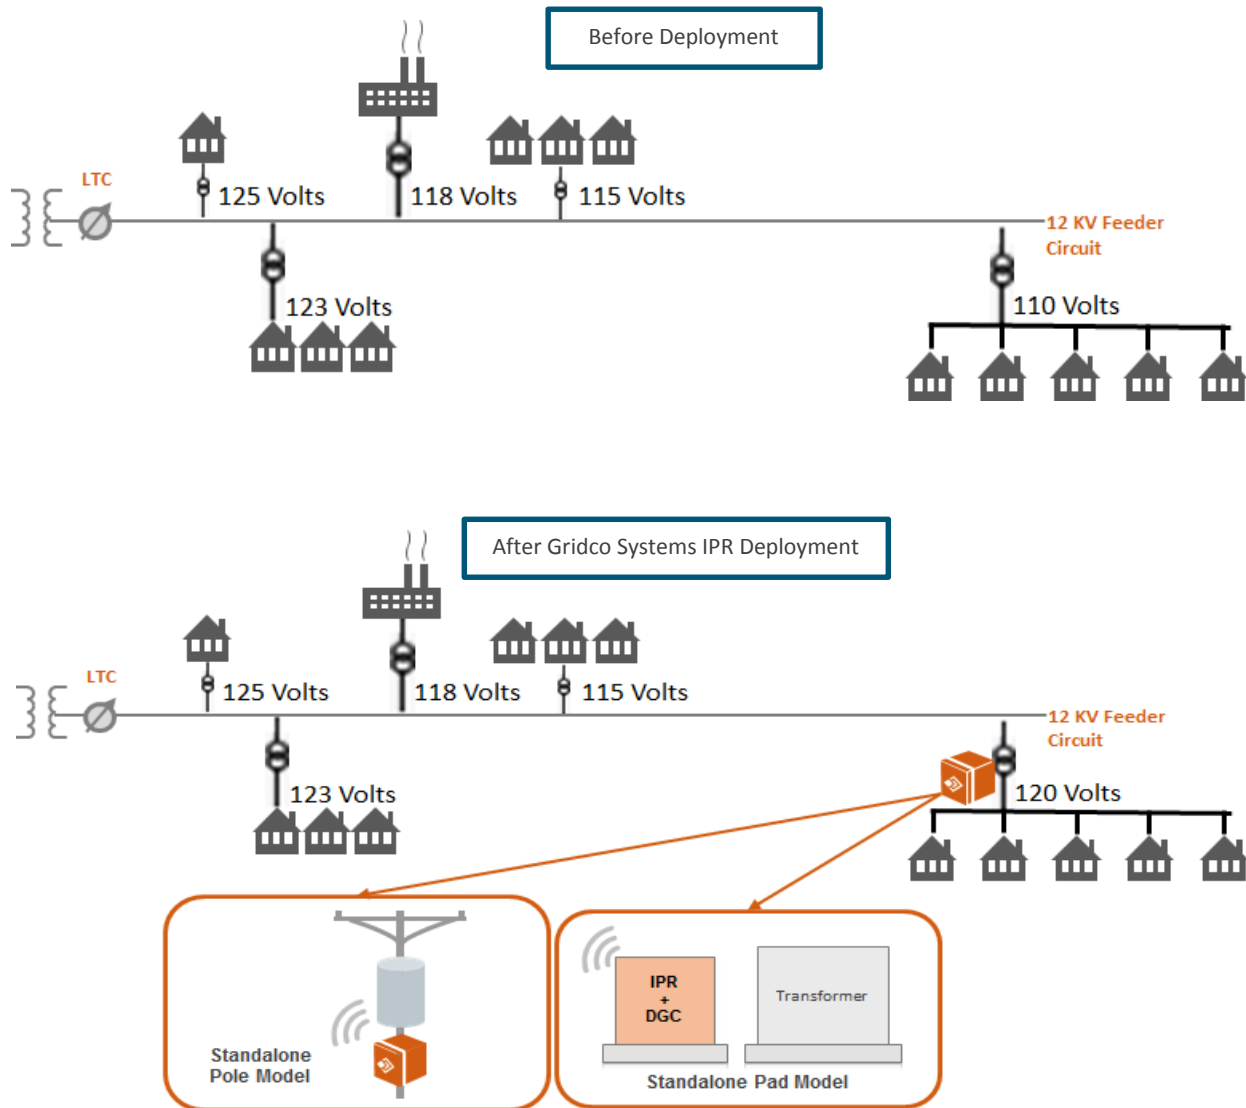 Before Deployment
LTC
125 Volts
118 Volts
115 Volts
12 KV Feeder
Circuit
123 Volts
110 Volts
After Gridco Systems IPR Deployment
LTC
125 Volts
118 Volts
115 Volts
12 KV Feeder
Circuit
123 Volts
120 Volts
Standalone
Pole Model
IPR
+
DGC
Transformer
Standalone Pad Model